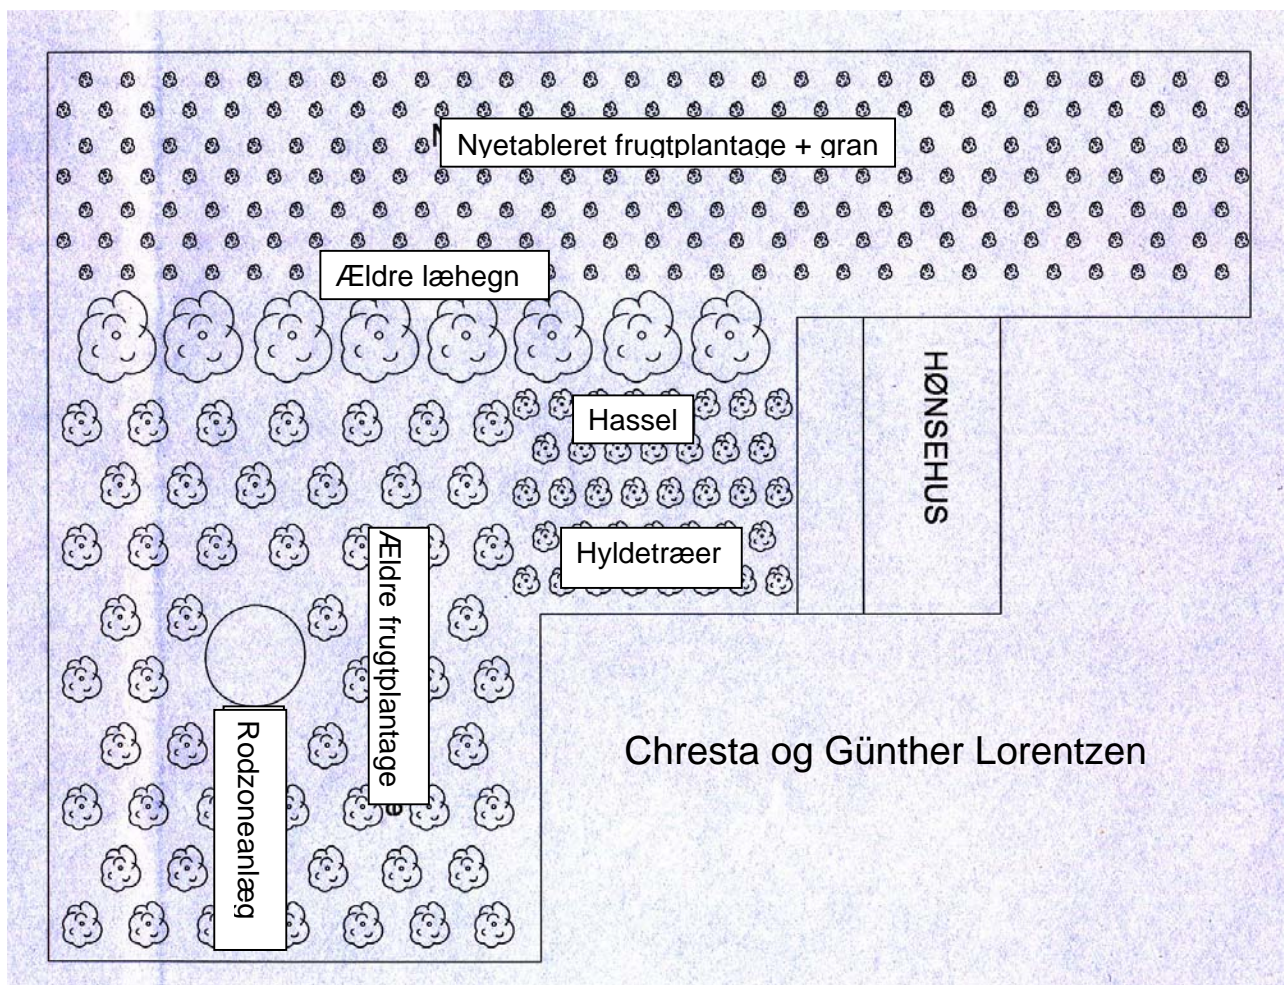 Nyetableret frugtplantage + gran
Ældre læhegn
HØNSEHUS
Hassel
Hyldetræer
Ældre frugtplantage
Rodzoneanlæg
Chresta og Günther Lorentzen